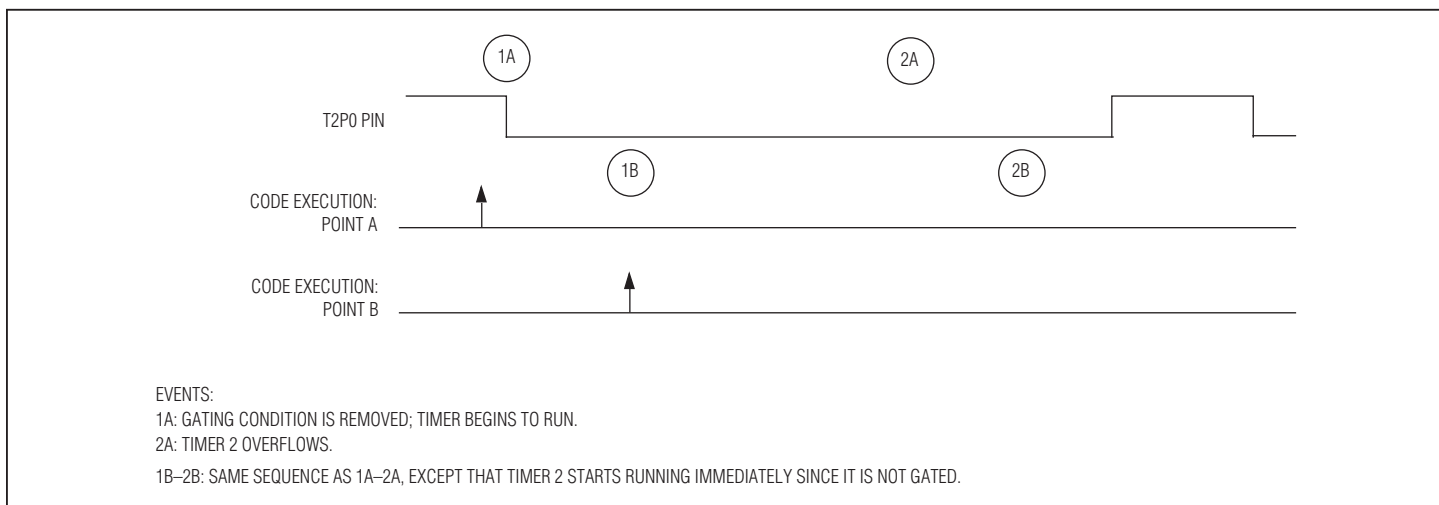 1A
2A
T2P0 PIN
1B
2B
CODE EXECUTION:
POINT A
CODE EXECUTION:
POINT B
EVENTS:
1A: GATING CONDITION IS REMOVED; TIMER BEGINS TO RUN.
2A: TIMER 2 OVERFLOWS.
1B–2B: SAME SEQUENCE AS 1A–2A, EXCEPT THAT TIMER 2 STARTS RUNNING IMMEDIATELY SINCE IT IS NOT GATED.